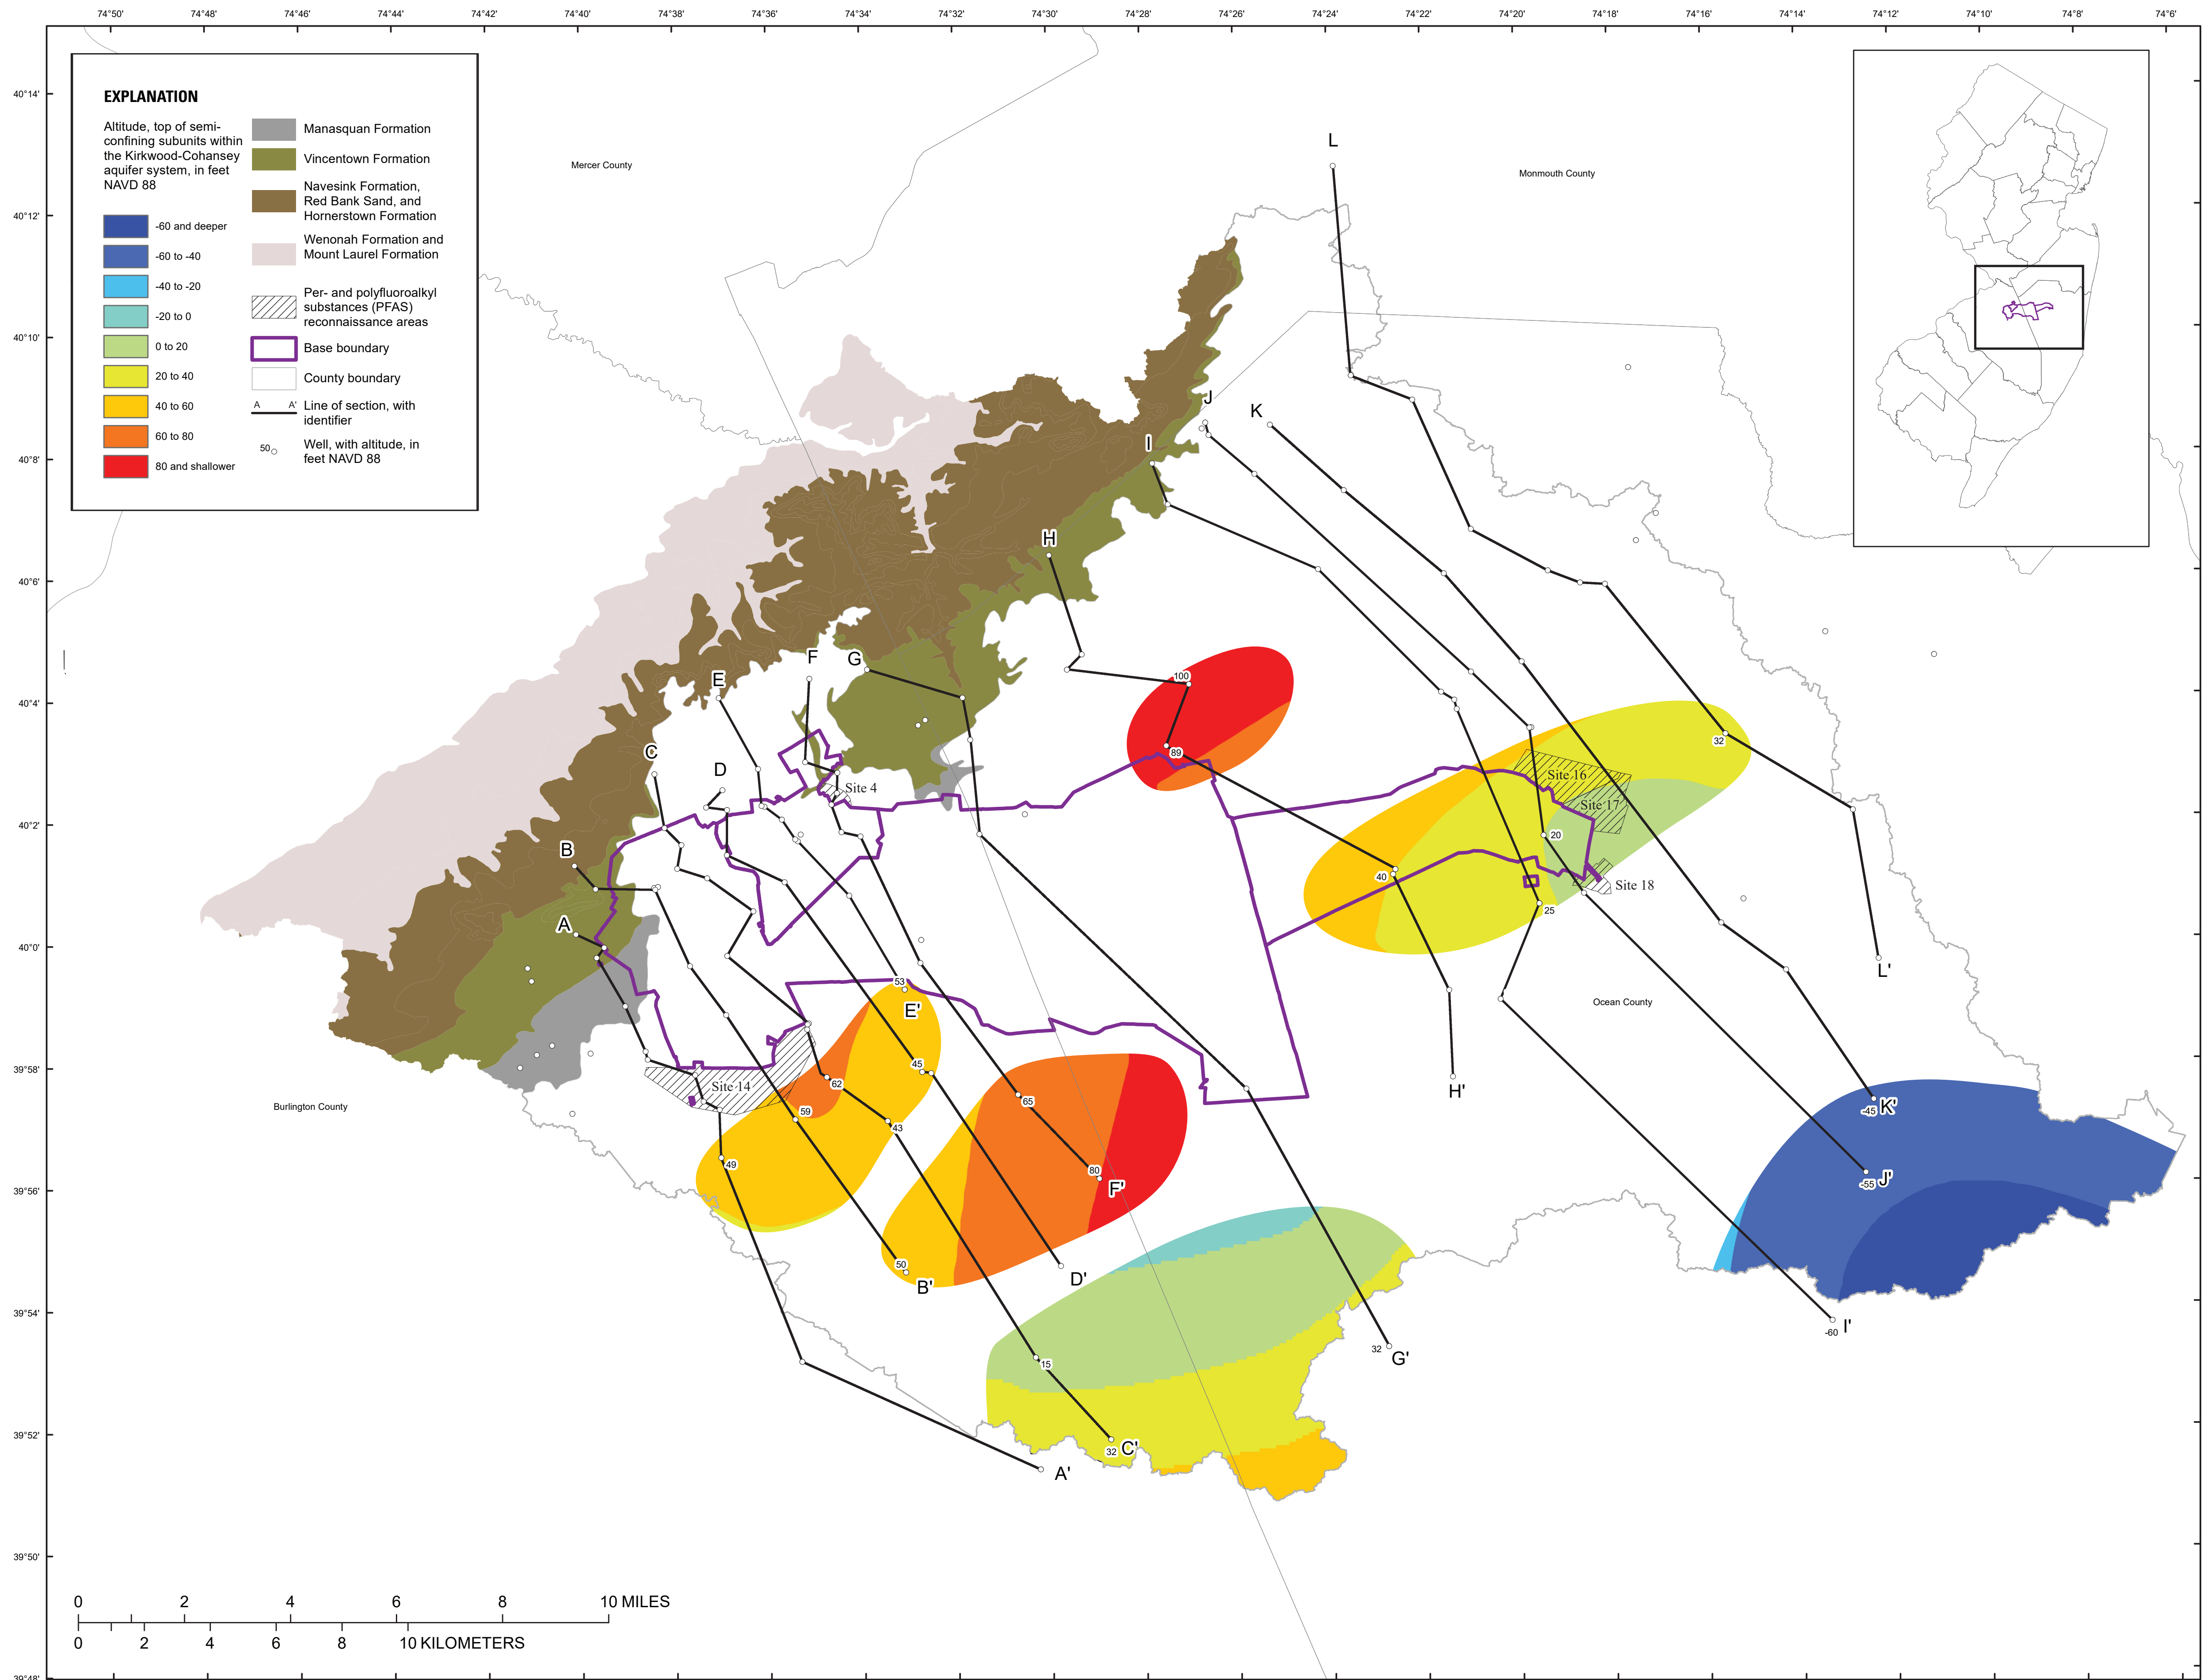 74°50' 74°48' 74°46' 74°44' 74°42' 74°40' 74°38' 74°36' 74°34' 74°32' 74°30' 74°28' 74°26' 74°24' 74°22' 74°20' 74°18' 74°16' 74°14' 74°12' 74°10' 74°8' 74°6'
40°14'
40°12'
40°10'
40°8'
40°6'
40°4'
40°2'
40°0'
39°58'
39°56'
39°54'
39°52'
39°50'
39°48'
EXPLANATION
Altitude, top of semi-
confining subunits within
the Kirkwood-Cohansey
aquifer system, in feet
NAVD 88
-60 and deeper
-60 to -40
-40 to -20
-20 to 0
0 to 20
20 to 40
40 to 60
60 to 80
80 and shallower
Manasquan Formation
Vincentown Formation
Navesink Formation,
Red Bank Sand, and
Hornerstown Formation
Wenonah Formation and
Mount Laurel Formation
Per- and polyfluoroalkyl
substances (PFAS)
reconnaissance areas
Base boundary
County boundary
A A' Line of section, with
identifier
50 Well, with altitude, in
feet NAVD 88
Mercer County
Monmouth County
L
J
K
I
H
F
G
E
C
D
B
A
100
89
32
Site 4
Site 16
Site 17
20
Site 18
40
25
L'
Ocean County
53
E'
45
62
Site 14
59
43
65
49
80
F'
H'
Burlington County
-45
K'
-55
J'
50
B'
D'
-60
I'
15
32
G'
32
C'
A'
0 2 4 6 8 10 MILES
0 2 4 6 8 10 KILOMETERS